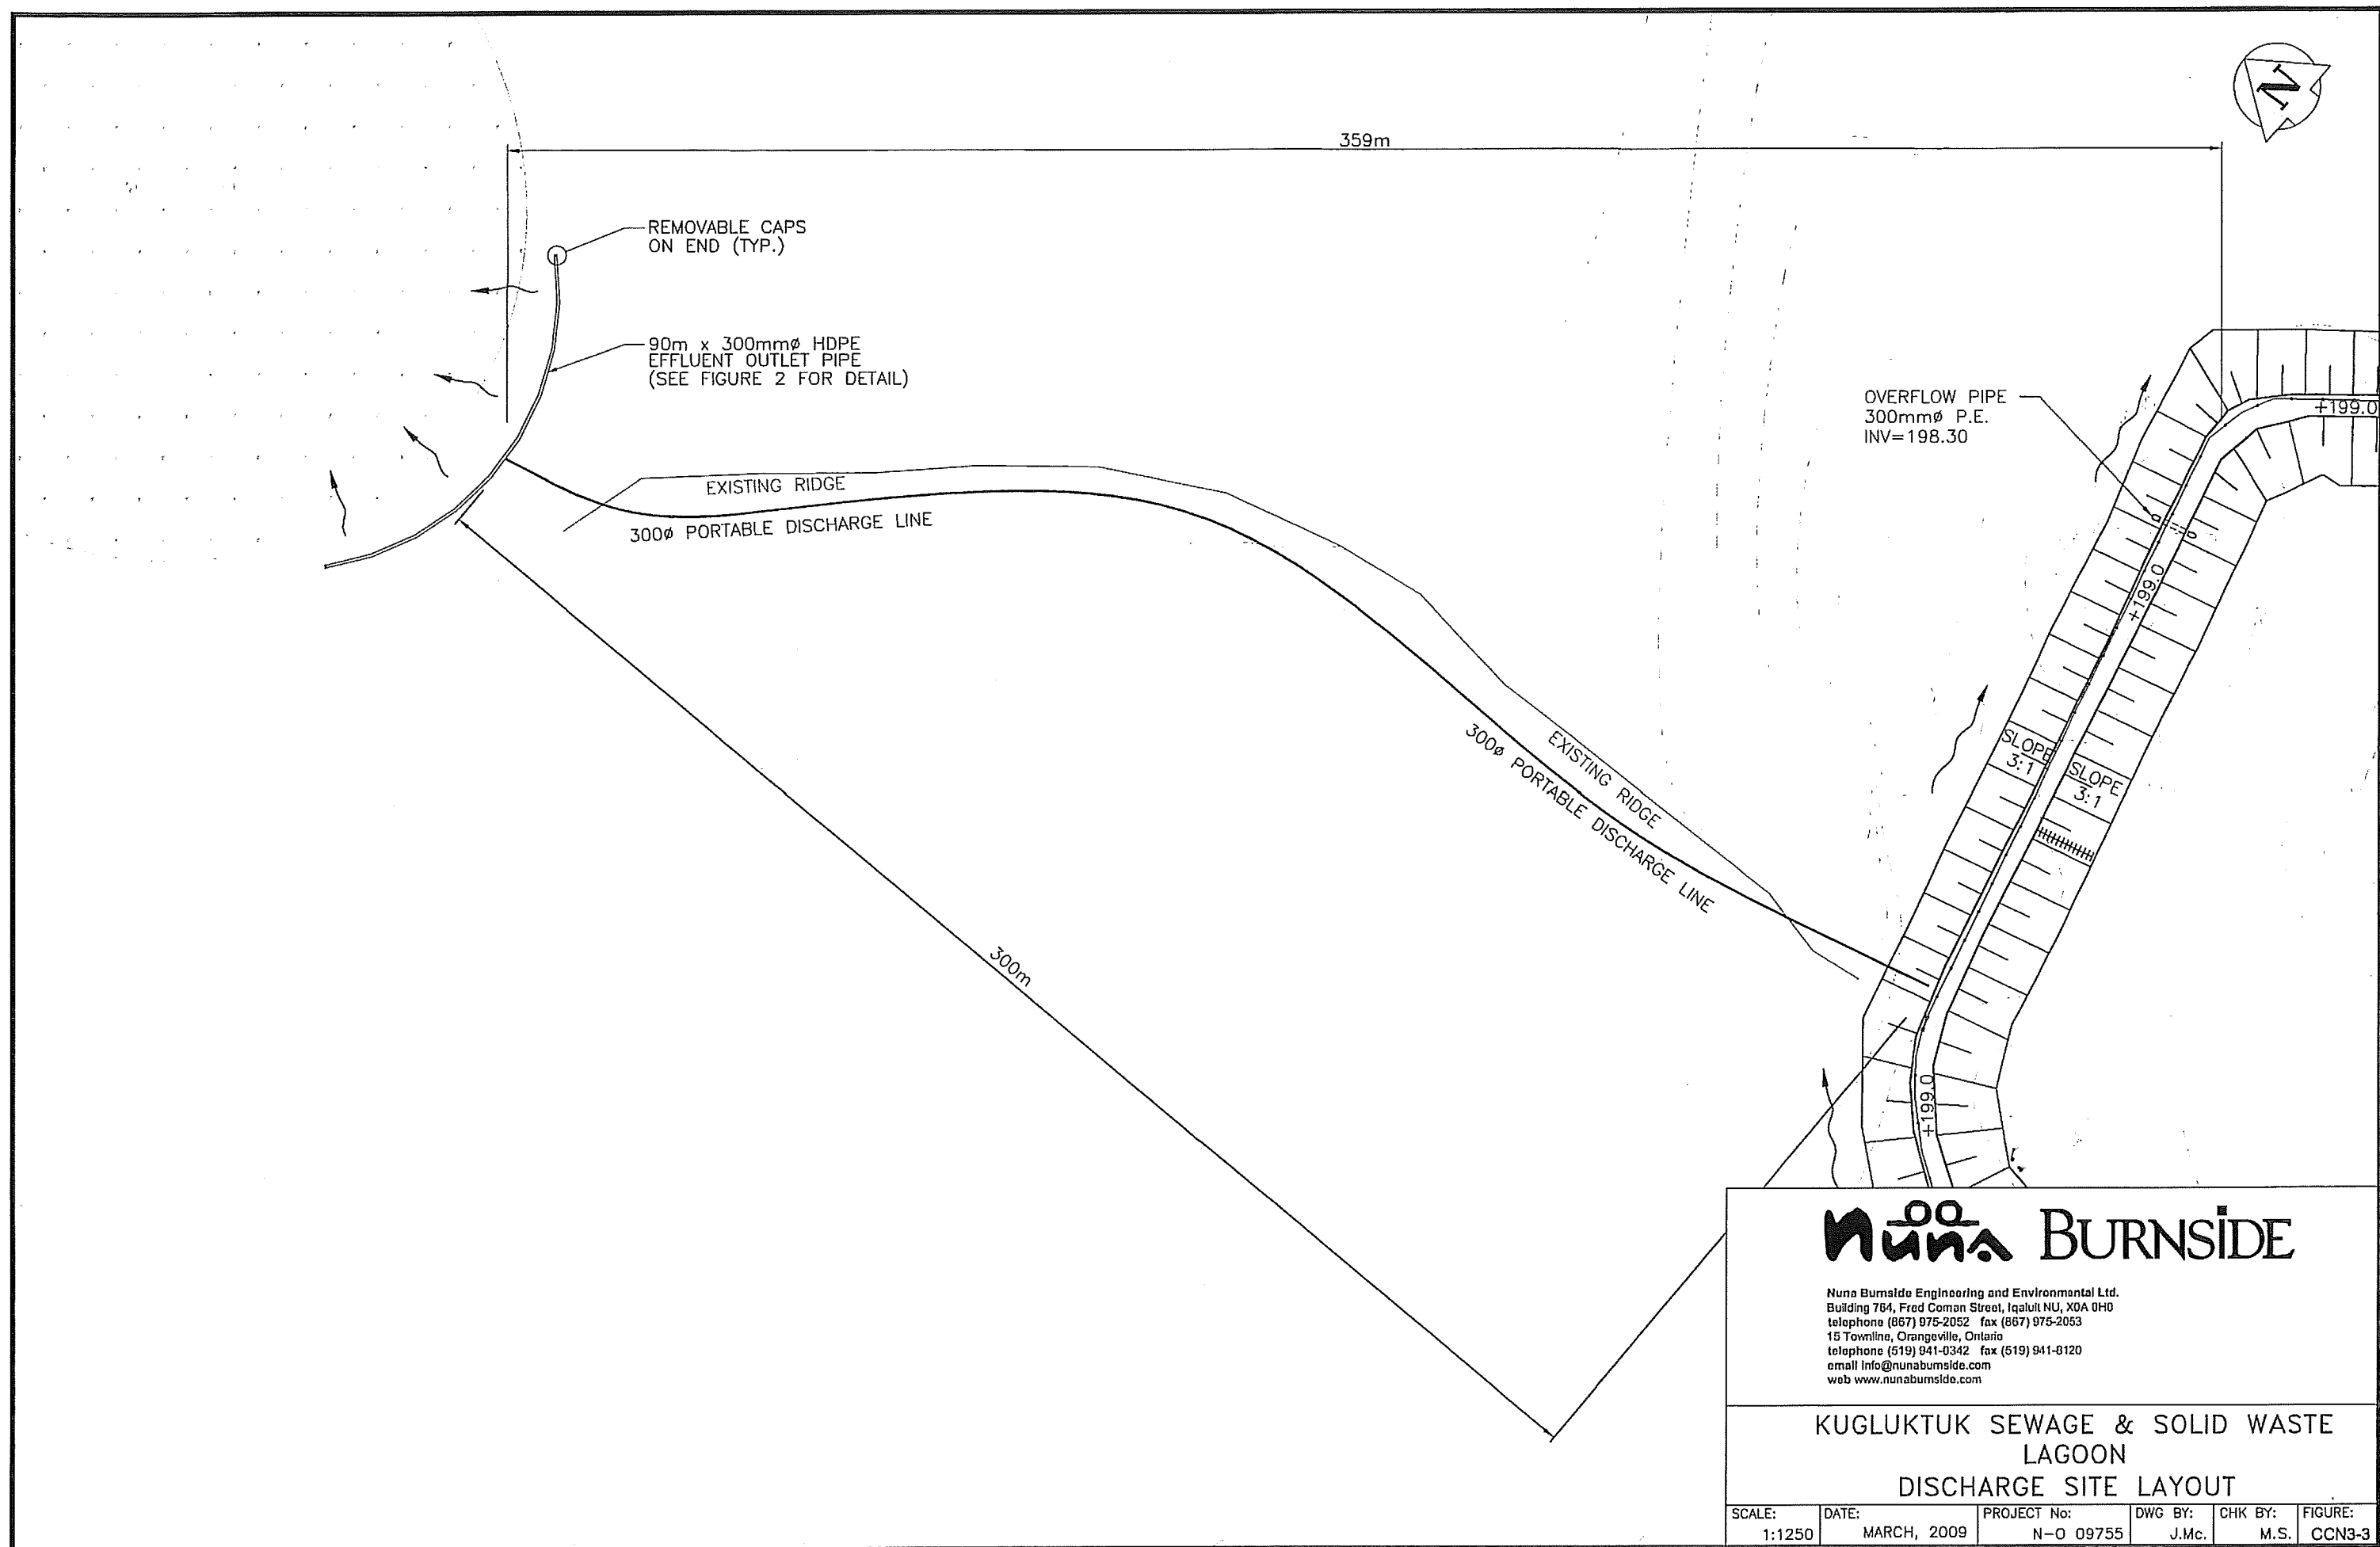 N
359m
REMOVABLE CAPS
ON END (TYP.)
90m x 300mmø HDPE
EFFLUENT OUTLET PIPE
(SEE FIGURE 2 FOR DETAIL)
OVERFLOW PIPE
300mmø P.E.
INV=198.30
+199.0
EXISTING RIDGE
300ø PORTABLE DISCHARGE LINE
+199.0
EXISTING RIDGE
300ø PORTABLE DISCHARGE LINE
SLOPE
3:1
SLOPE
3:1
300m
+199.0
nuna BURNSIDE
Nuna Burnside Engineering and Environmental Ltd.
Building 764, Fred Coman Street, Iqaluit NU, X0A 0H0
telephone (867) 975-2052 fax (867) 975-2053
15 Townline, Orangeville, Ontario
telephone (519) 941-0342 fax (519) 941-8120
email info@nunaburnside.com
web www.nunaburnside.com
KUGLUKTUK SEWAGE & SOLID WASTE
LAGOON
DISCHARGE SITE LAYOUT
SCALE: DATE: PROJECT No: DWG BY: CHK BY: FIGURE:
1:1250 MARCH, 2009 N-O 09755 J.Mc. M.S. CCN3-3